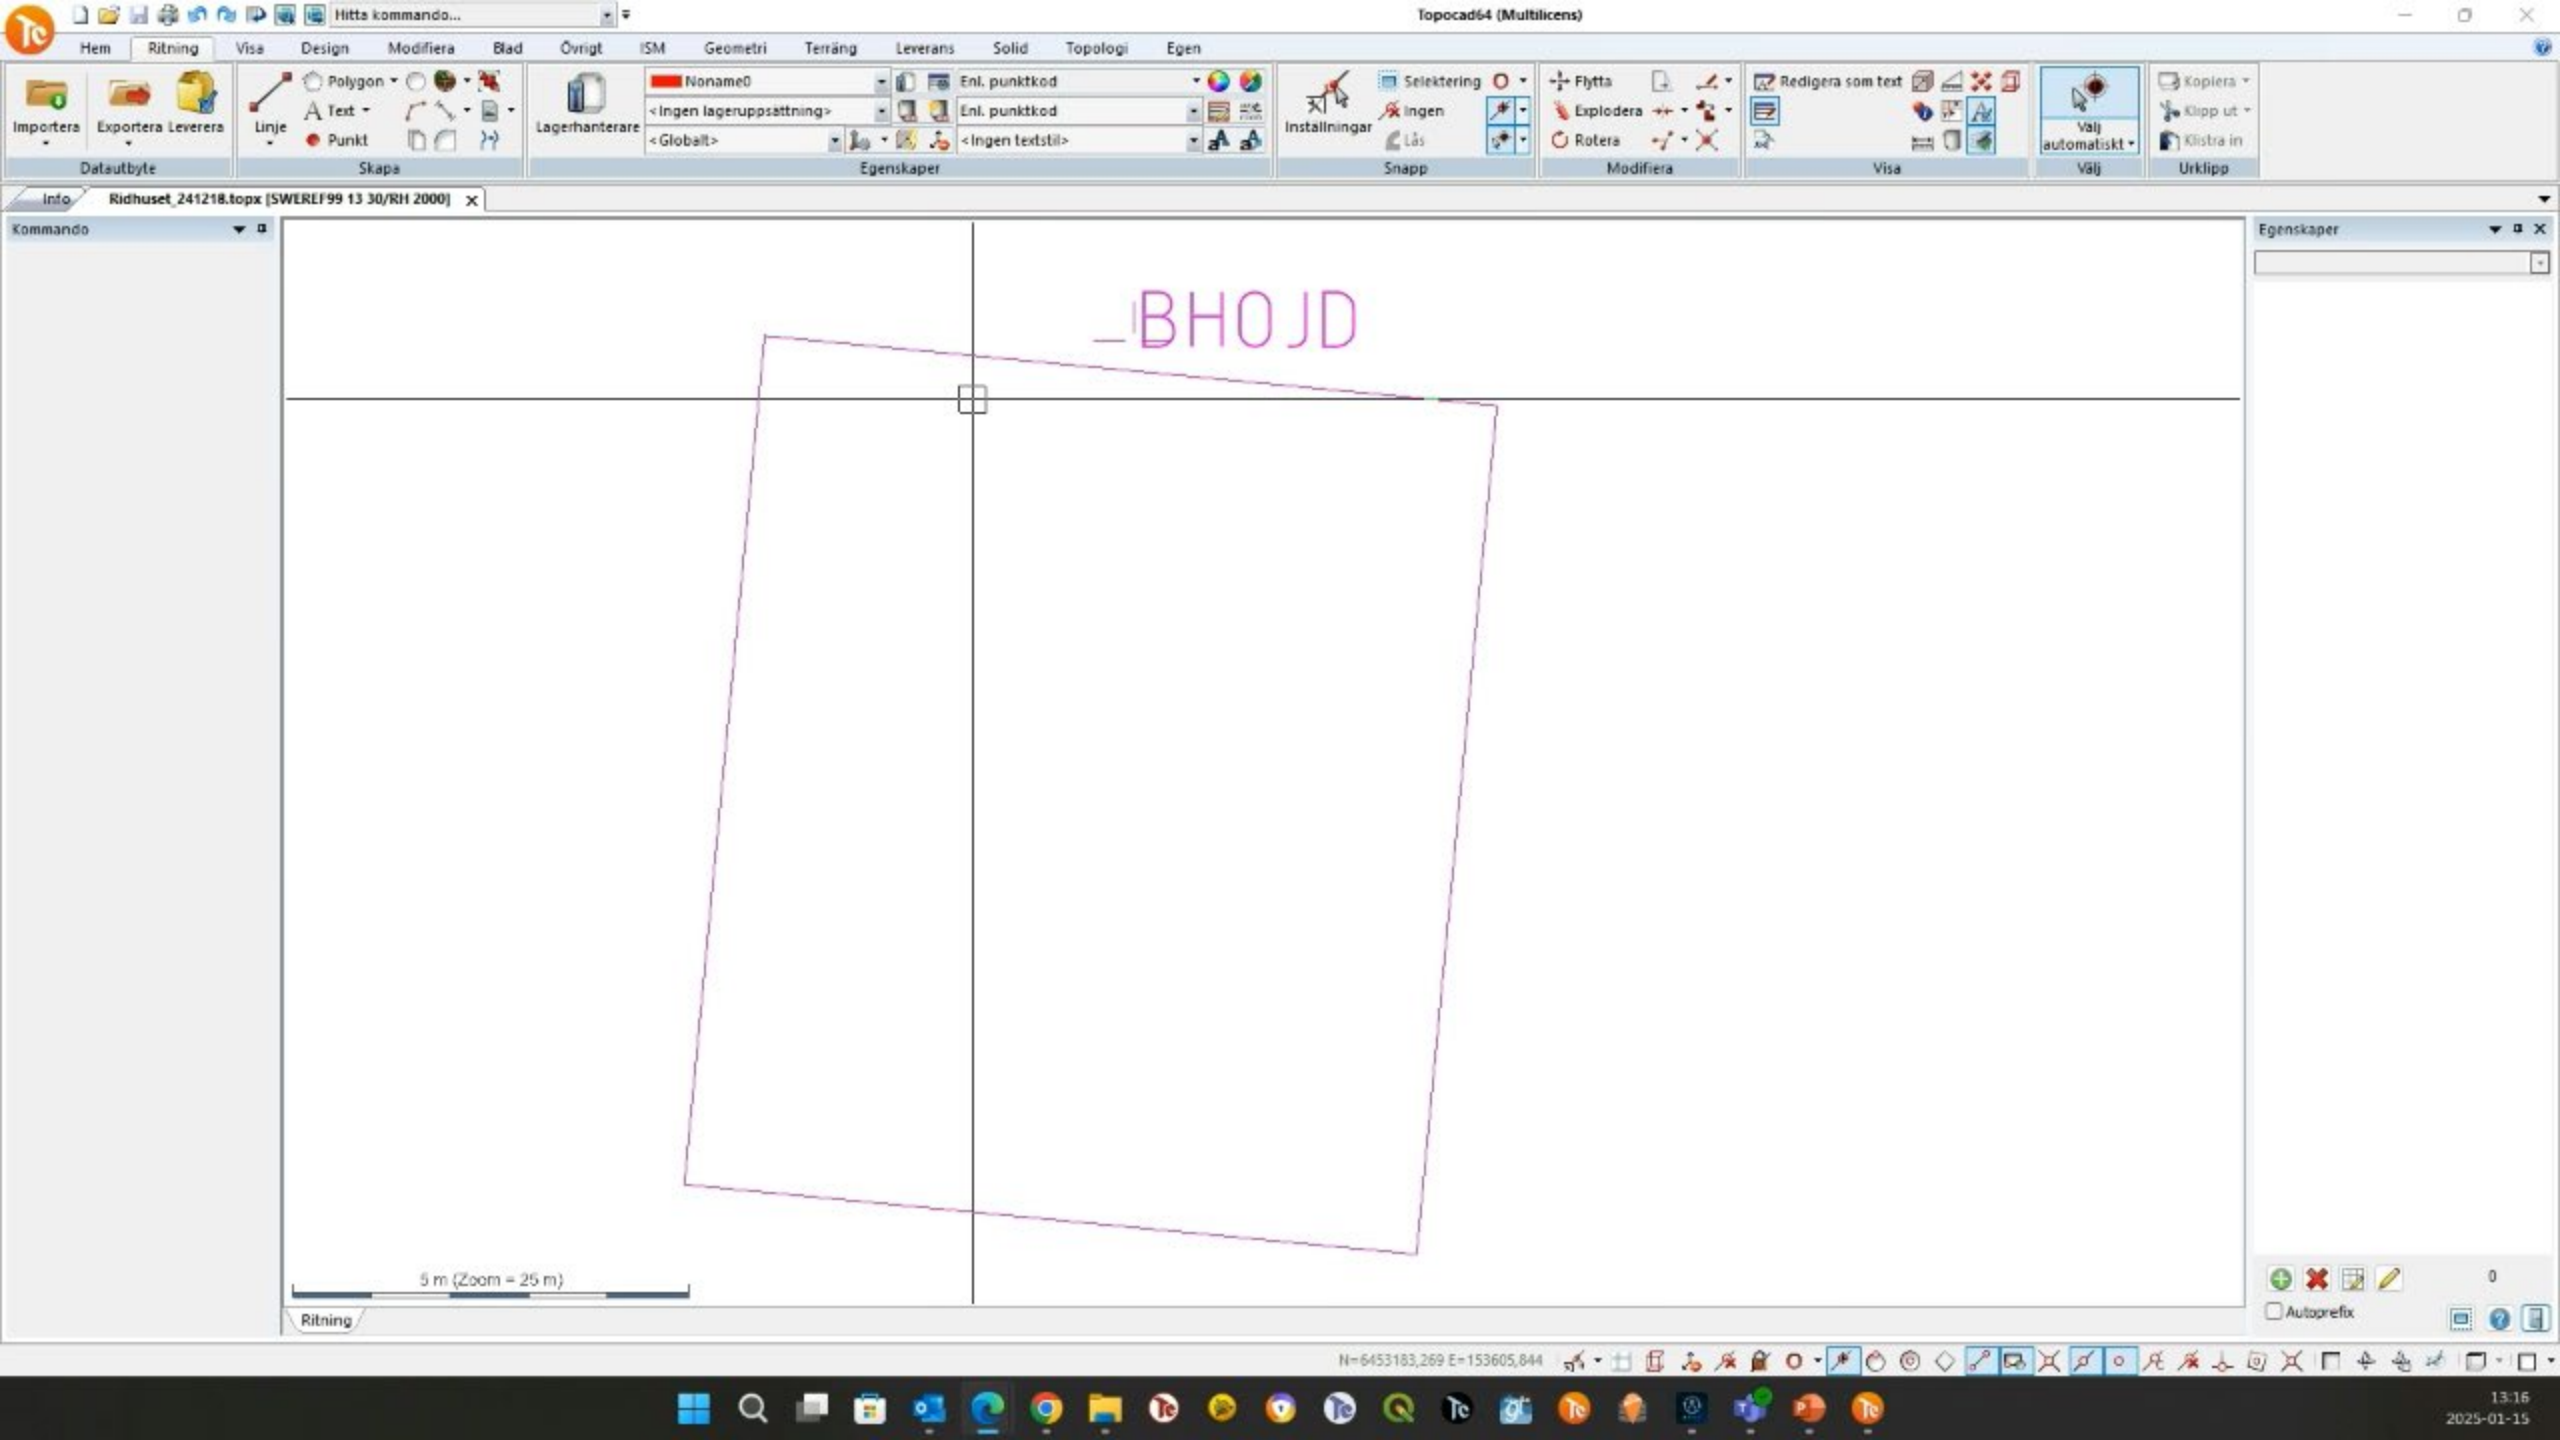 Hitta kommando...
Topocad64 (Multilicens)
Hem Ritning Visa Design Modifiera Blad Övrigt ISM Geometri Terräng Leverans Solid Topologi Egen
Importera Exportera Leverera
Datautbyte
Linje Polygon
Text
Punkt
Skapa
Lagerhanterare
Noname0 Enl. punktkod
<Ingen lageruppsättning> Enl. punktkod
<Globalt> <Ingen textstil>
Egenskaper
Inställningar Selektering
Ingen
Lås
Snapp
Flytta
Explodera
Rotera
Modifiera
Redigera som text
Visa
Välj automatiskt
Välj
Kopiera
Klipp ut
Klistra in
Urklipp
Info Ridhuset_241218.topx [SWEREF99 13 30/RH 2000]
Kommando
Egenskaper
BHOJD
5 m (Zoom = 25 m)
Ritning
0
Autoprefix
N=6453183,269 E=153605,844
13:16
2025-01-15